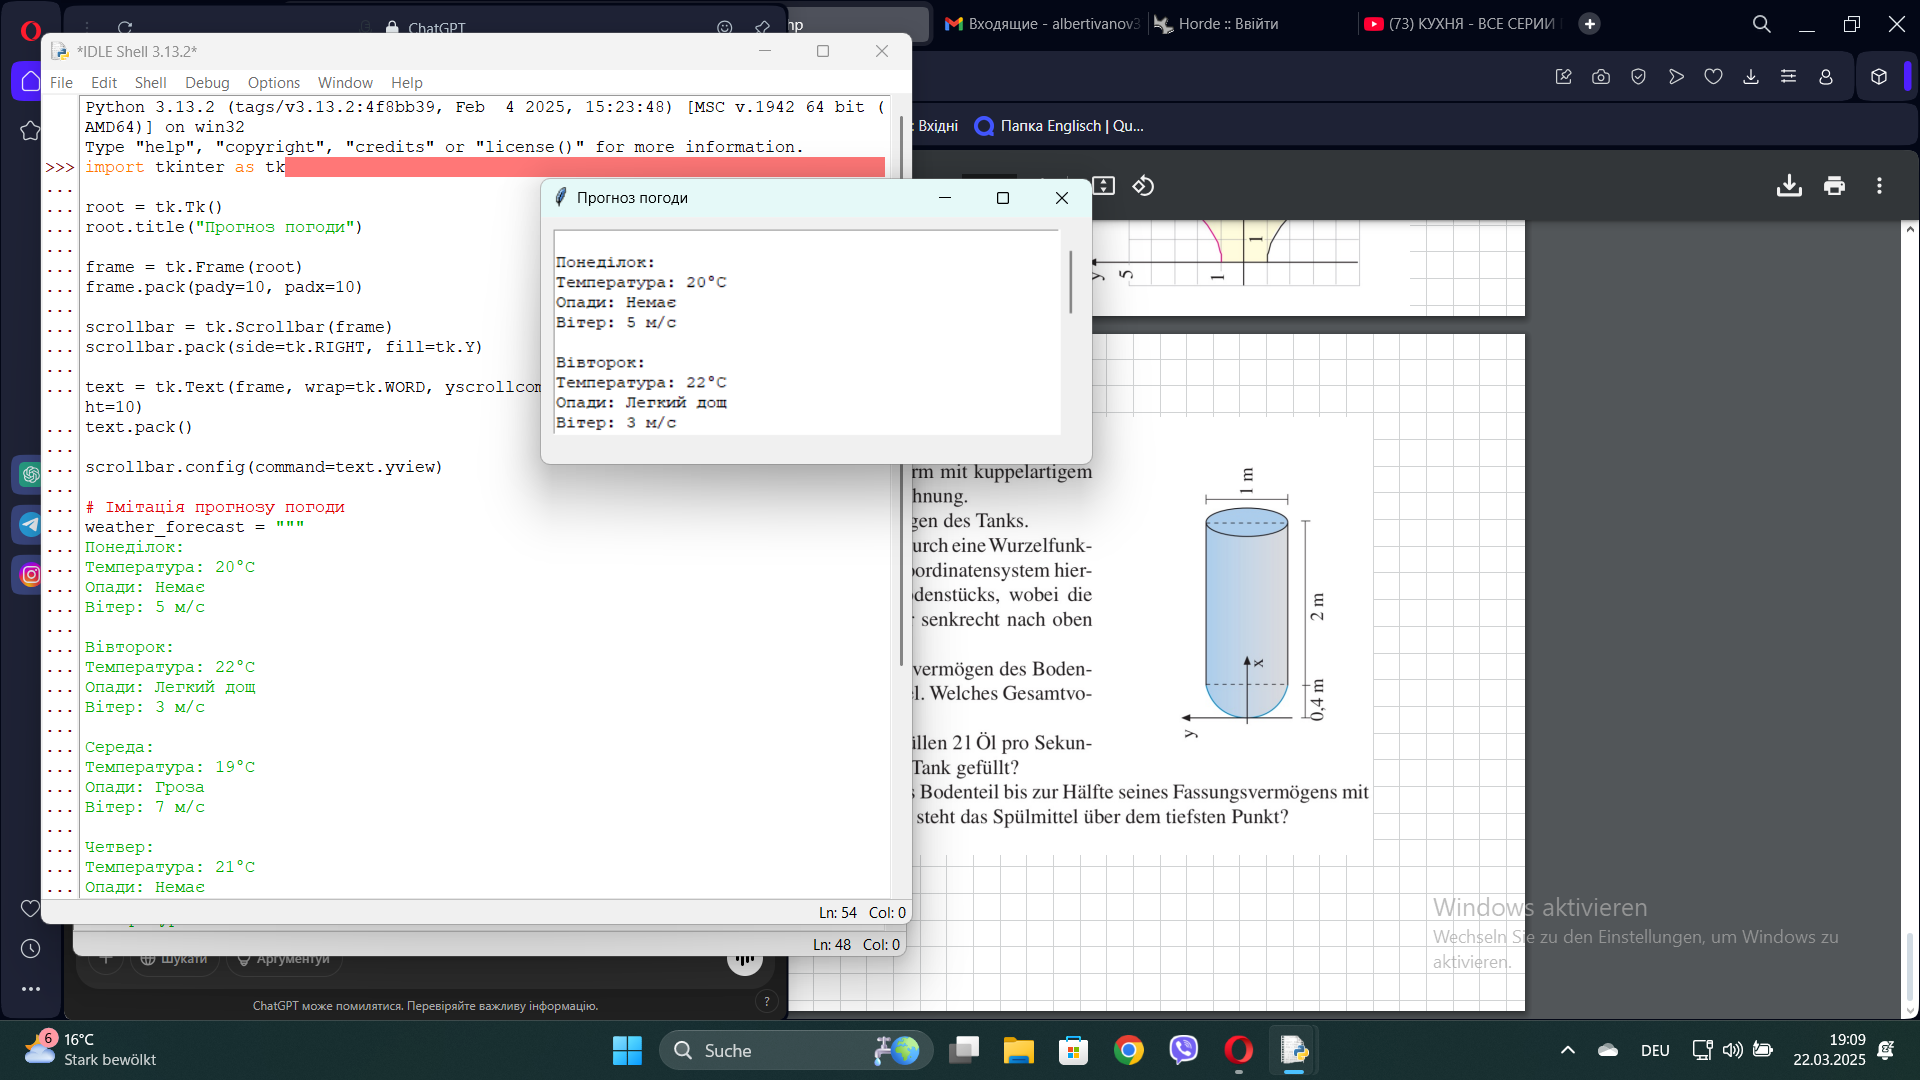 ChatGPT
np
Входящие - albertivanov3
Horde :: Ввійти
(73) КУХНЯ - ВСЕ СЕРИИ
*IDLE Shell 3.13.2*
File Edit Shell Debug Options Window Help
: Вхідні
Папка Englisch | Qu...
Python 3.13.2 (tags/v3.13.2:4f8bb39, Feb  4 2025, 15:23:48) [MSC v.1942 64 bit (
AMD64)] on win32
Type "help", "copyright", "credits" or "license()" for more information.
>>> import tkinter as tk
...
... root = tk.Tk()
... root.title("Прогноз погоди")
...
... frame = tk.Frame(root)
... frame.pack(pady=10, padx=10)
...
... scrollbar = tk.Scrollbar(frame)
... scrollbar.pack(side=tk.RIGHT, fill=tk.Y)
...
... text = tk.Text(frame, wrap=tk.WORD, yscrollcom
ht=10)
... text.pack()
...
... scrollbar.config(command=text.yview)
...
... # Імітація прогнозу погоди
... weather_forecast = """
... Понеділок:
... Температура: 20°C
... Опади: Немає
... Вітер: 5 м/с
...
... Вівторок:
... Температура: 22°C
... Опади: Легкий дощ
... Вітер: 3 м/с
...
... Середа:
... Температура: 19°C
... Опади: Гроза
... Вітер: 7 м/с
...
... Четвер:
... Температура: 21°C
... Опади: Немає
Ln: 54 Col: 0
Ln: 48 Col: 0
Прогноз погоди
Понеділок:
Температура: 20°C
Опади: Немає
Вітер: 5 м/с
Вівторок:
Температура: 22°C
Опади: Легкий дощ
Вітер: 3 м/с
y
5
1
1
rm mit kuppelartigem
hnung.
gen des Tanks.
urch eine Wurzelfunk-
oordinatensystem hier-
denstücks, wobei die
senkrecht nach oben
vermögen des Boden-
l. Welches Gesamtvo-
üllen 2 l Öl pro Sekun-
Tank gefüllt?
s Bodenteil bis zur Hälfte seines Fassungsvermögens mit
steht das Spülmittel über dem tiefsten Punkt?
1 m
2 m
0,4 m
x
y
Windows aktivieren
Wechseln Sie zu den Einstellungen, um Windows zu
aktivieren.
Шукати
Аргументуй
ChatGPT може помилятися. Перевіряйте важливу інформацію.
?
6
16°C
Stark bewölkt
Suche
DEU
19:09
22.03.2025